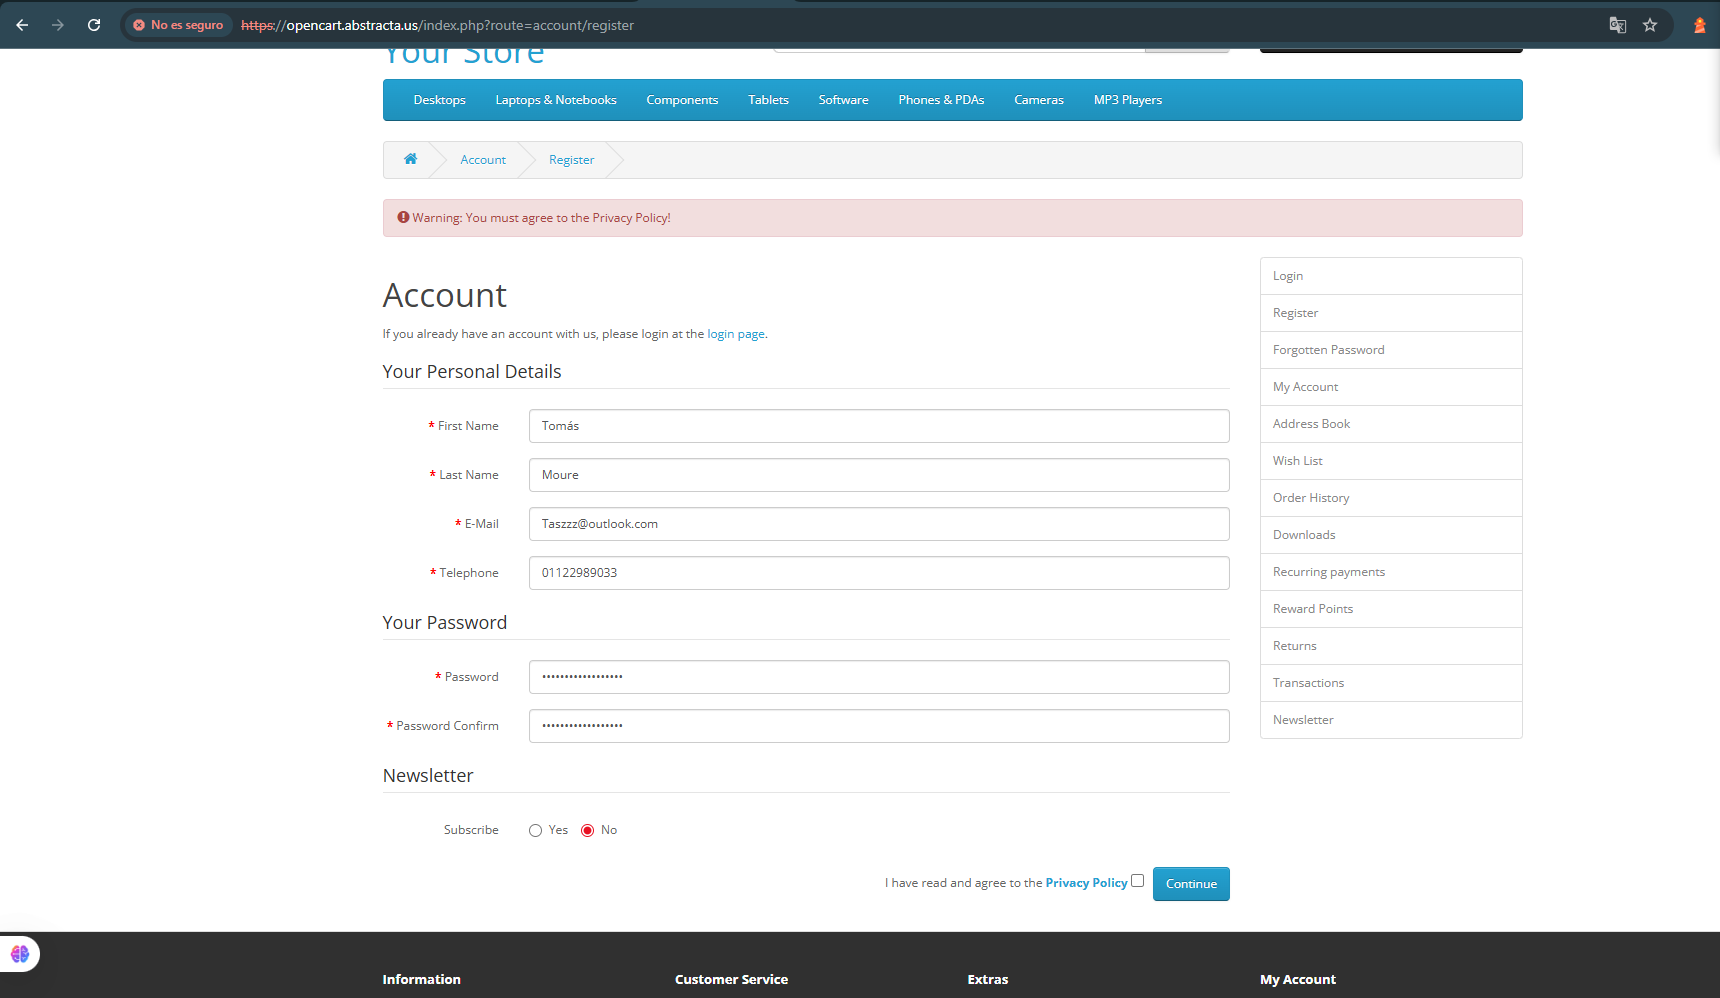 No es seguro https://opencart.abstracta.us/index.php?route=account/register
Your Store
Desktops Laptops & Notebooks Components Tablets Software Phones & PDAs Cameras MP3 Players
Account Register
Warning: You must agree to the Privacy Policy!
Account
If you already have an account with us, please login at the login page.
Your Personal Details
* First Name Tomás
* Last Name Moure
* E-Mail Taszzz@outlook.com
* Telephone 01122989033
Your Password
* Password ••••••••••••••••••
* Password Confirm ••••••••••••••••••
Newsletter
Subscribe Yes No
I have read and agree to the Privacy Policy Continue
Login
Register
Forgotten Password
My Account
Address Book
Wish List
Order History
Downloads
Recurring payments
Reward Points
Returns
Transactions
Newsletter
Information Customer Service Extras My Account